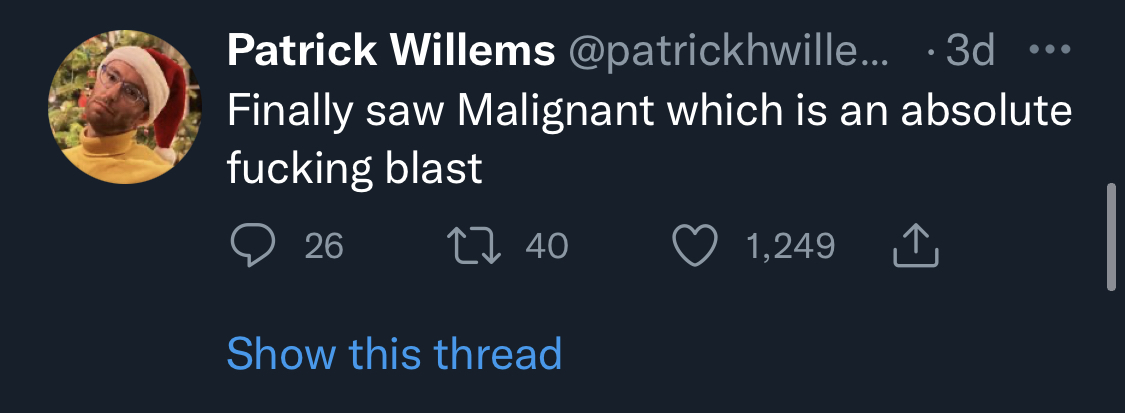 Patrick Willems @patrickhwille... · 3d
Finally saw Malignant which is an absolute
fucking blast
26 40 1,249
Show this thread